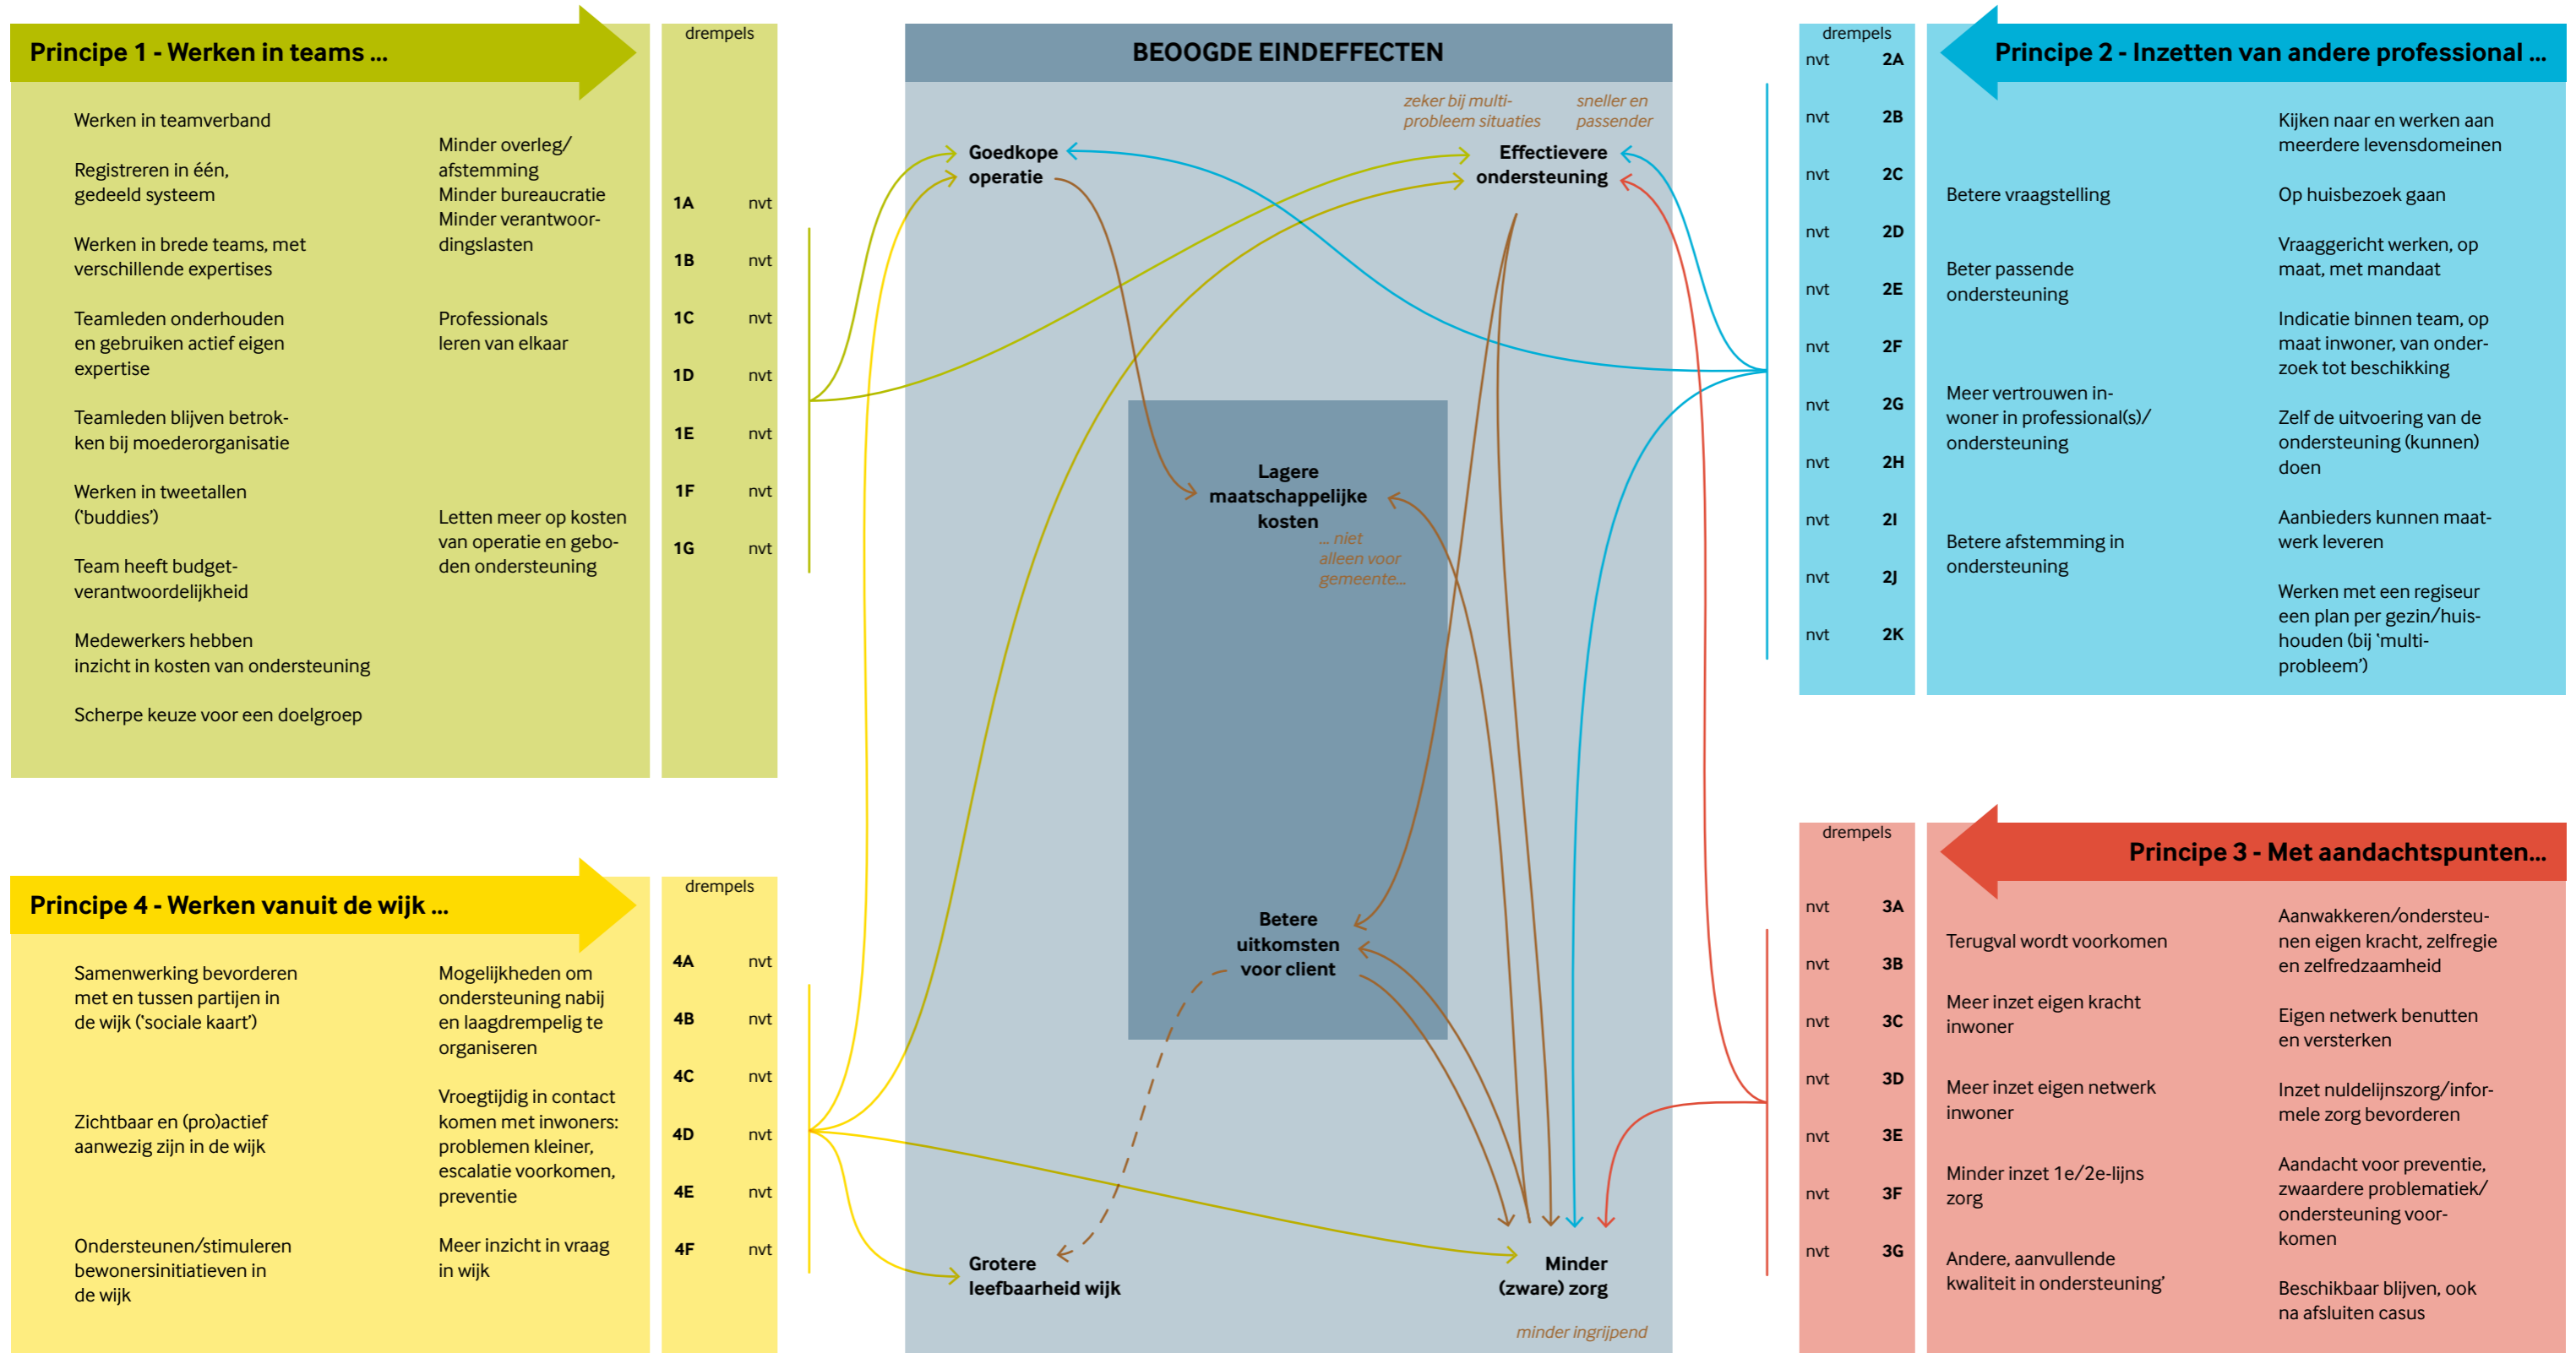 Principe 1 - Werken in teams ...
Werken in teamverband
Registreren in één,
gedeeld systeem
Werken in brede teams, met
verschillende expertises
Teamleden onderhouden
en gebruiken actief eigen
expertise
Teamleden blijven betrok-
ken bij moederorganisatie
Werken in tweetallen
(‘buddies’)
Team heeft budget-
verantwoordelijkheid
Medewerkers hebben
inzicht in kosten van ondersteuning
Scherpe keuze voor een doelgroep
Minder overleg/
afstemming
Minder bureaucratie
Minder verantwoor-
dingslasten
Professionals
leren van elkaar
Letten meer op kosten
van operatie en gebo-
den ondersteuning
drempels
1A nvt
1B nvt
1C nvt
1D nvt
1E nvt
1F nvt
1G nvt
BEOOGDE EINDEFFECTEN
zeker bij multi-
probleem situaties
sneller en
passender
Goedkope
operatie
Effectievere
ondersteuning
Lagere
maatschappelijke
kosten
... niet
alleen voor
gemeente...
Betere
uitkomsten
voor client
Grotere
leefbaarheid wijk
Minder
(zware) zorg
minder ingrijpend
drempels
nvt 2A
nvt 2B
nvt 2C
nvt 2D
nvt 2E
nvt 2F
nvt 2G
nvt 2H
nvt 2I
nvt 2J
nvt 2K
Principe 2 - Inzetten van andere professional ...
Betere vraagstelling
Beter passende
ondersteuning
Meer vertrouwen in-
woner in professional(s)/
ondersteuning
Betere afstemming in
ondersteuning
Kijken naar en werken aan
meerdere levensdomeinen
Op huisbezoek gaan
Vraaggericht werken, op
maat, met mandaat
Indicatie binnen team, op
maat inwoner, van onder-
zoek tot beschikking
Zelf de uitvoering van de
ondersteuning (kunnen)
doen
Aanbieders kunnen maat-
werk leveren
Werken met een regiseur
een plan per gezin/huis-
houden (bij ‘multi-
probleem’)
drempels
nvt 3A
nvt 3B
nvt 3C
nvt 3D
nvt 3E
nvt 3F
nvt 3G
Principe 3 - Met aandachtspunten...
Terugval wordt voorkomen
Meer inzet eigen kracht
inwoner
Meer inzet eigen netwerk
inwoner
Minder inzet 1e/2e-lijns
zorg
Andere, aanvullende
kwaliteit in ondersteuning’
Aanwakkeren/ondersteu-
nen eigen kracht, zelfregie
en zelfredzaamheid
Eigen netwerk benutten
en versterken
Inzet nuldelijnszorg/infor-
mele zorg bevorderen
Aandacht voor preventie,
zwaardere problematiek/
ondersteuning voor-
komen
Beschikbaar blijven, ook
na afsluiten casus
Principe 4 - Werken vanuit de wijk ...
Samenwerking bevorderen
met en tussen partijen in
de wijk (‘sociale kaart’)
Zichtbaar en (pro)actief
aanwezig zijn in de wijk
Ondersteunen/stimuleren
bewonersinitiatieven in
de wijk
Mogelijkheden om
ondersteuning nabij
en laagdrempelig te
organiseren
Vroegtijdig in contact
komen met inwoners:
problemen kleiner,
escalatie voorkomen,
preventie
Meer inzicht in vraag
in wijk
drempels
4A nvt
4B nvt
4C nvt
4D nvt
4E nvt
4F nvt